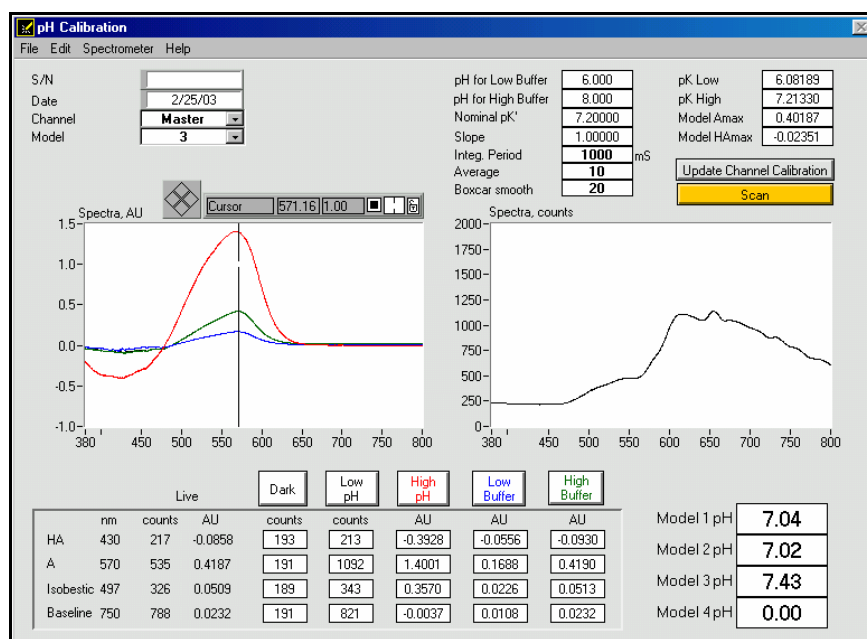 pH Calibration
File Edit Spectrometer Help
S/N
Date 2/25/03
Channel Master
Model 3
pH for Low Buffer 6.000
pH for High Buffer 8.000
Nominal pK' 7.20000
Slope 1.00000
Integ. Period 1000 mS
Average 10
Boxcar smooth 20
pK Low 6.08189
pK High 7.21330
Model Amax 0.40187
Model HAmax -0.02351
Update Channel Calibration
Scan
Spectra, AU
Cursor 571.16 1.00
1.5
1.0
0.5
0.0
-0.5
-1.0
380 450 500 550 600 650 700 750 800
Spectra, counts
2000
1750
1500
1250
1000
750
500
250
0
380 450 500 550 600 650 700 750 800
Live Dark Low pH High pH Low Buffer High Buffer
nm counts AU counts counts AU AU AU
HA 430 217 -0.0858 193 213 -0.3928 -0.0556 -0.0930
A 570 535 0.4187 191 1092 1.4001 0.1688 0.4190
Isobestic 497 326 0.0509 189 343 0.3570 0.0226 0.0513
Baseline 750 788 0.0232 191 821 -0.0037 0.0108 0.0232
Model 1 pH 7.04
Model 2 pH 7.02
Model 3 pH 7.43
Model 4 pH 0.00